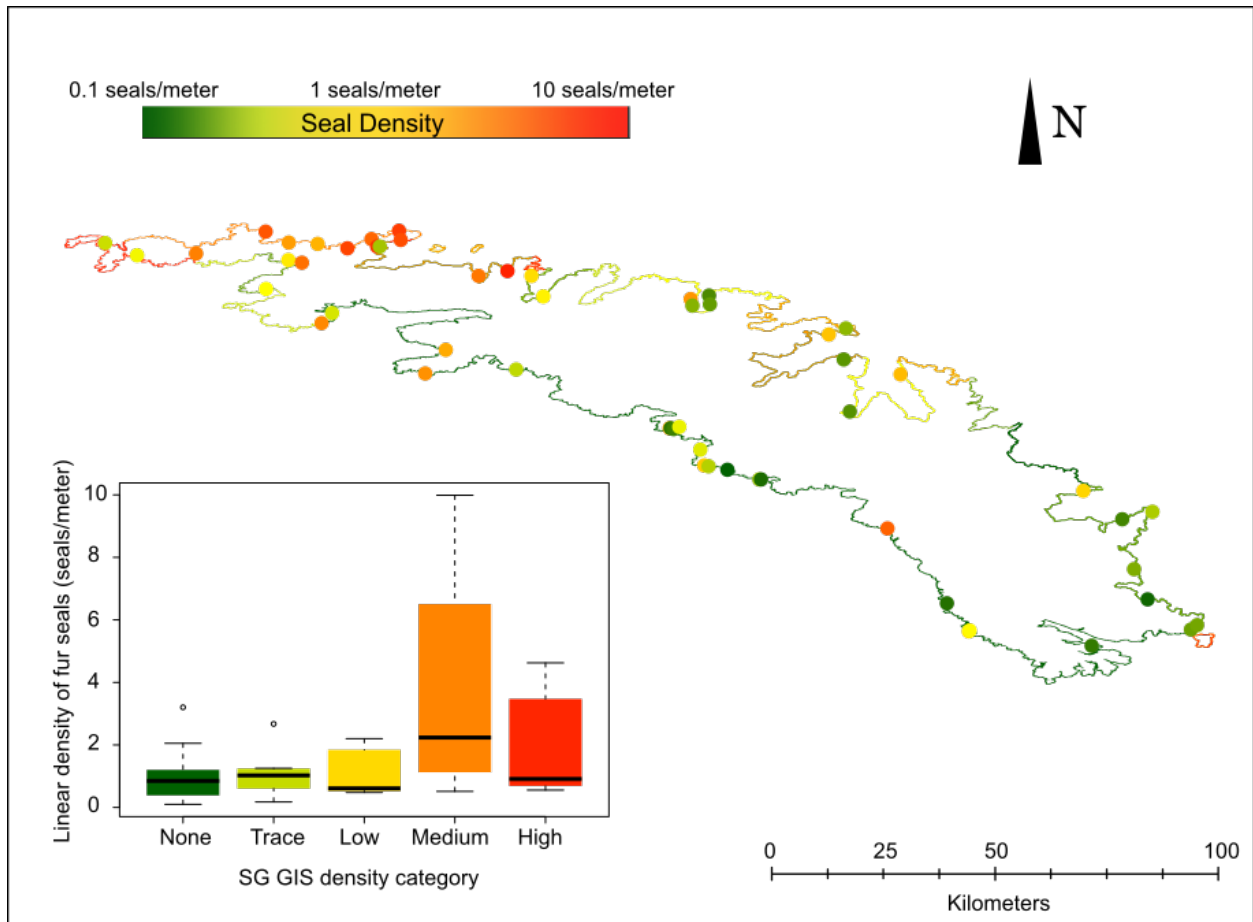 0.1 seals/meter 1 seals/meter 10 seals/meter
Seal Density
N
Linear density of fur seals (seals/meter)
10
8
6
4
2
0
None Trace Low Medium High
SG GIS density category
0 25 50 100
Kilometers